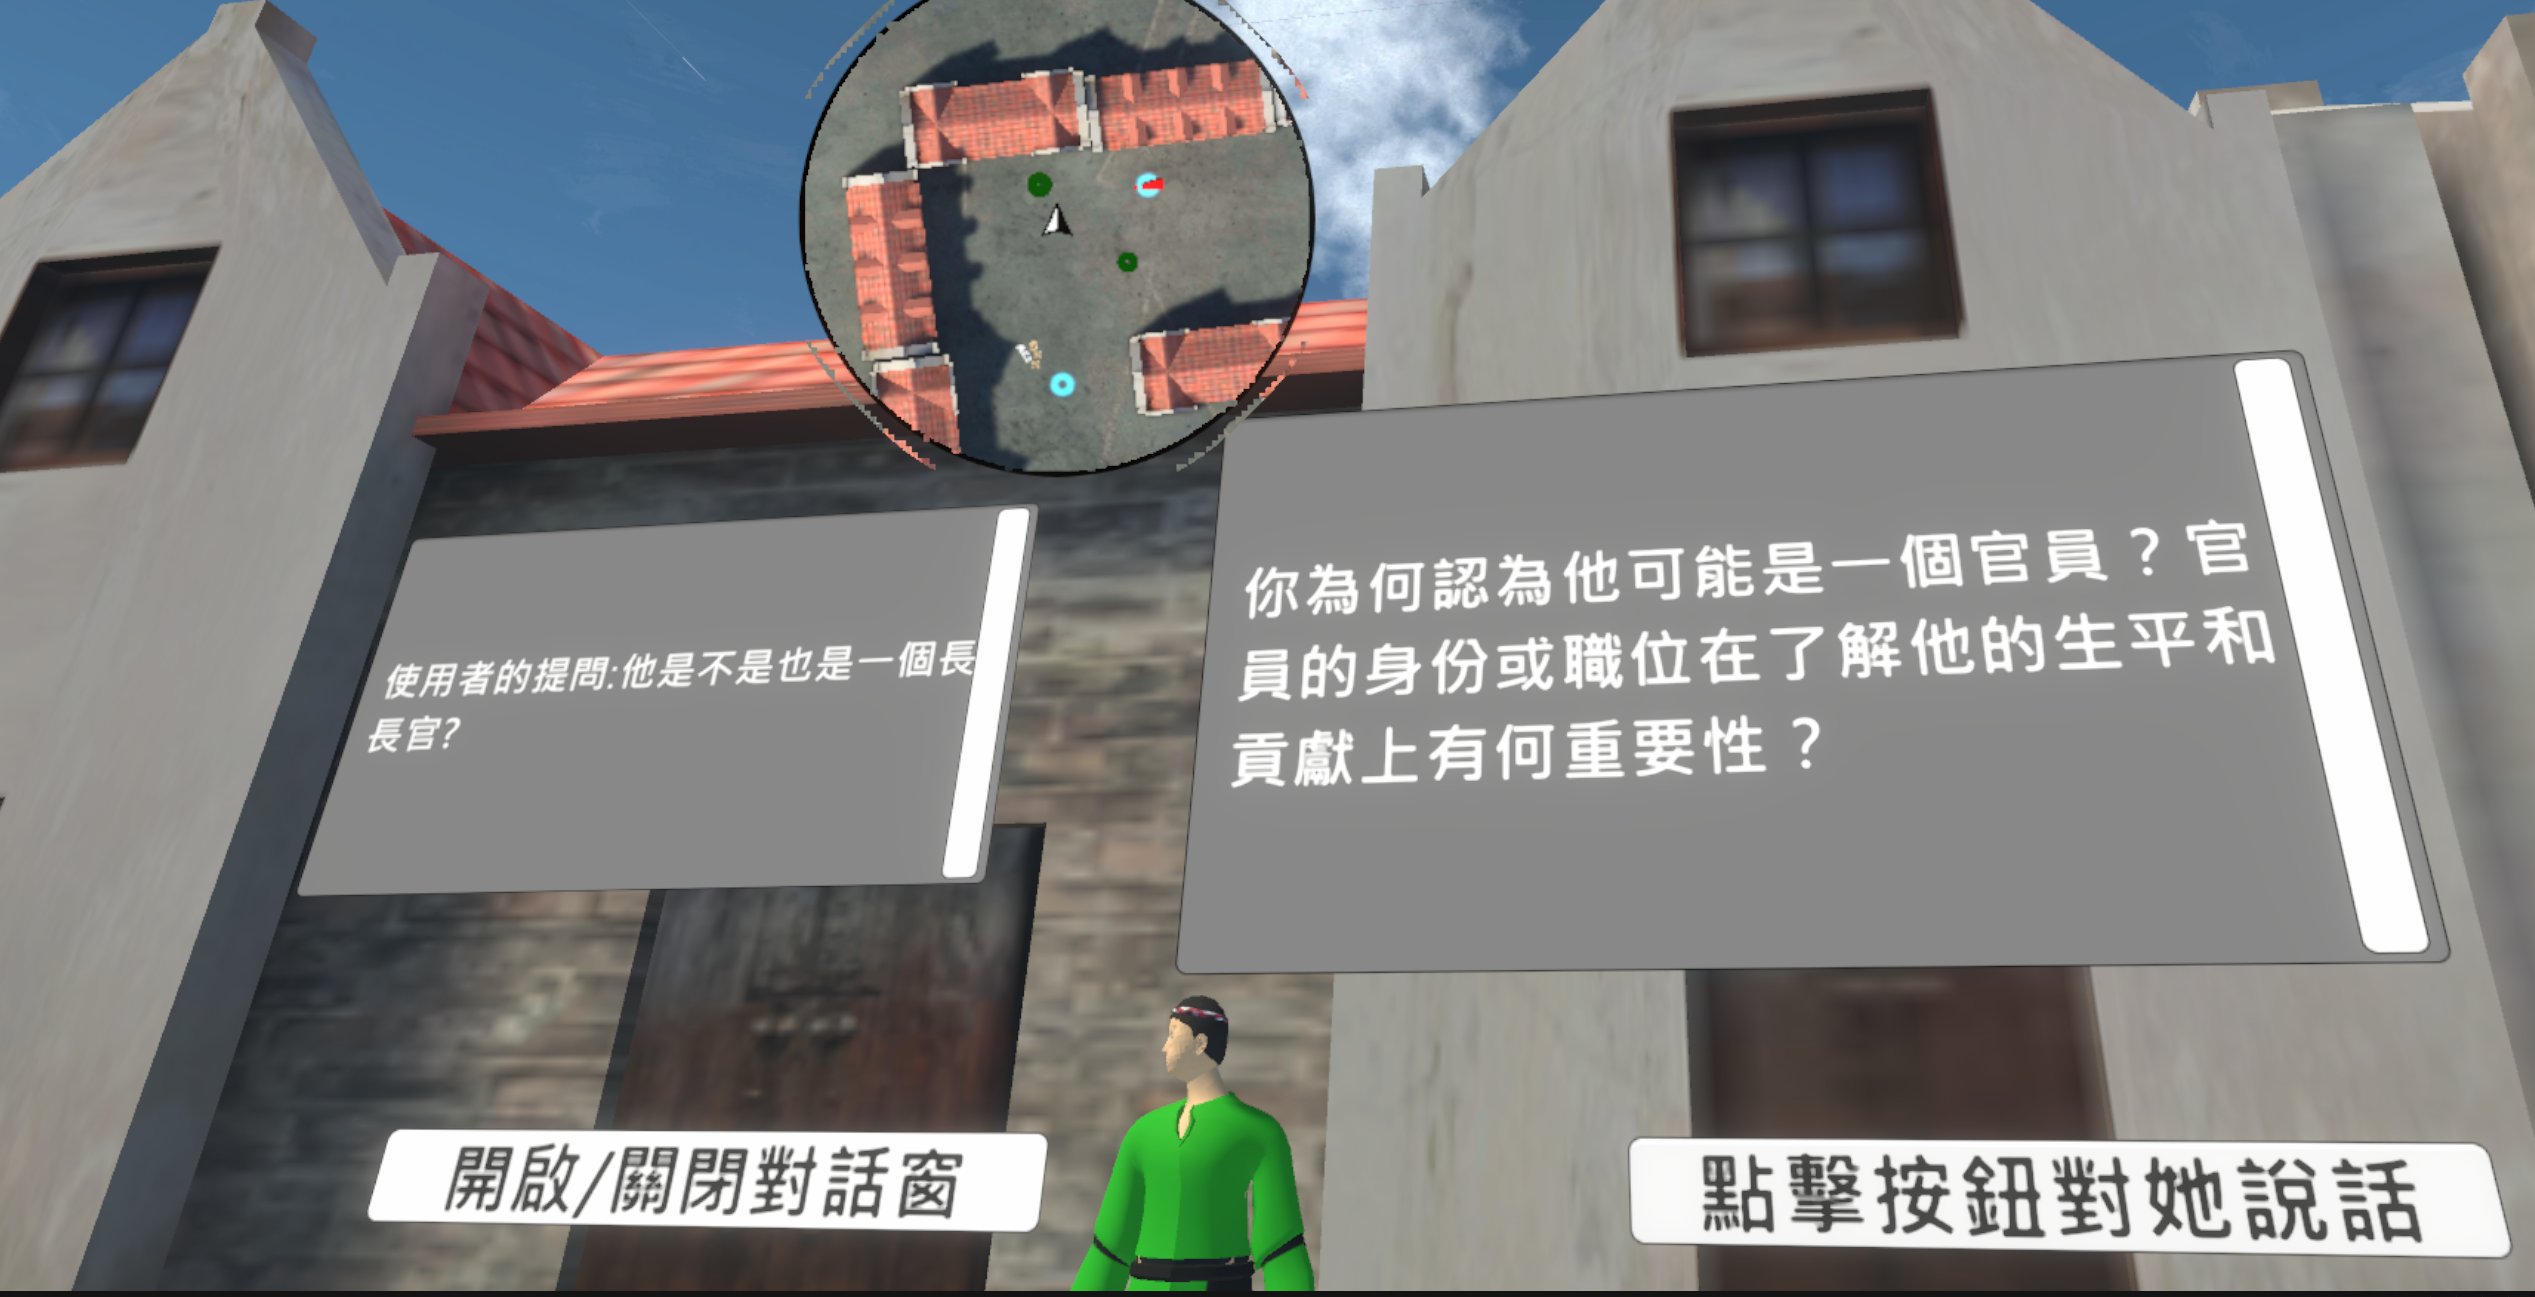 使用者的提問:他是不是也是一個長
長官?
你為何認為他可能是一個官員？官
員的身份或職位在了解他的生平和
貢獻上有何重要性？
開啟/關閉對話窗
點擊按鈕對她說話